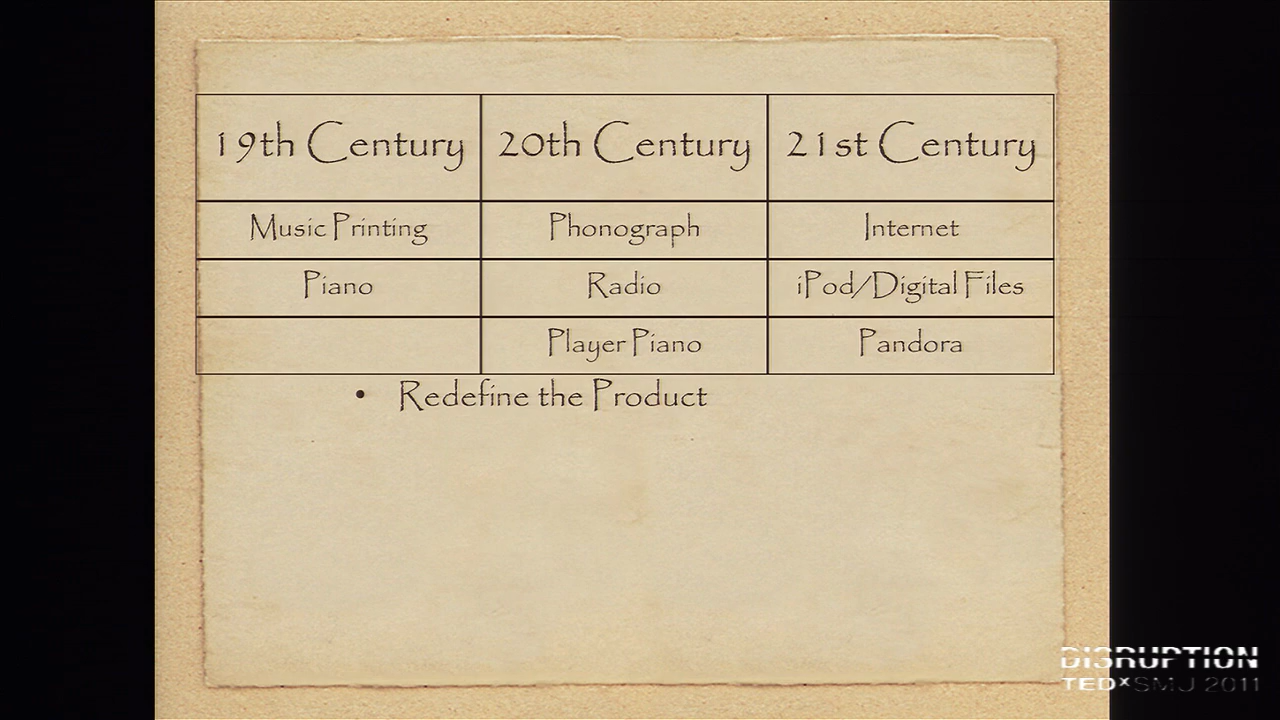 19th Century 20th Century 21st Century
Music Printing Phonograph Internet
Piano Radio iPod/Digital Files
Player Piano Pandora
• Redefine the Product
DISRUPTION
TEDxSMU 2011